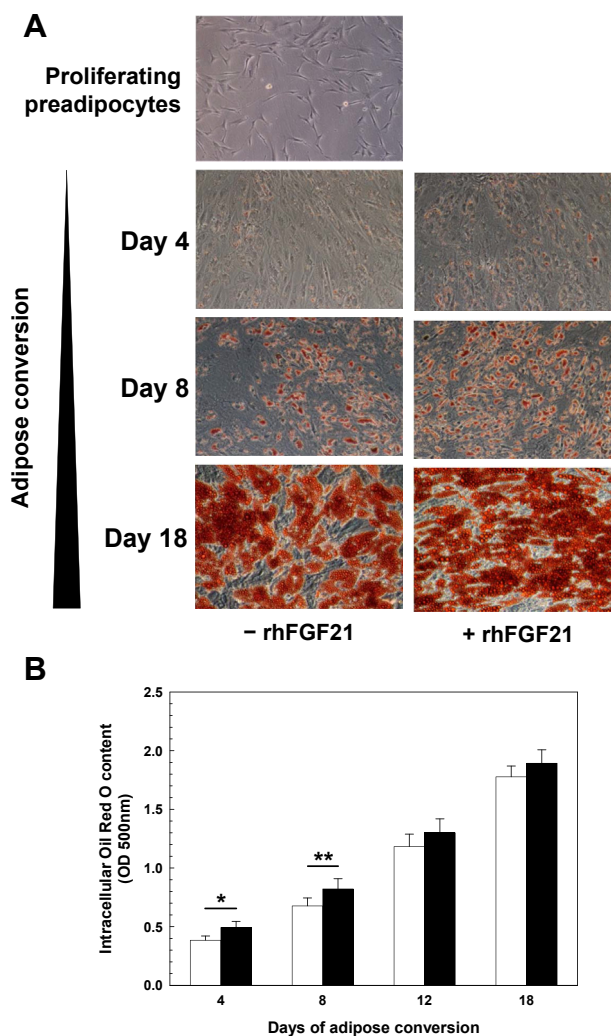 A
Proliferating
preadipocytes
Adipose conversion
Day 4
Day 8
Day 18
− rhFGF21
+ rhFGF21
B
Intracellular Oil Red O content
(OD 500nm)
2.5
2.0
1.5
1.0
0.5
0.0
*
**
4
8
12
18
Days of adipose conversion